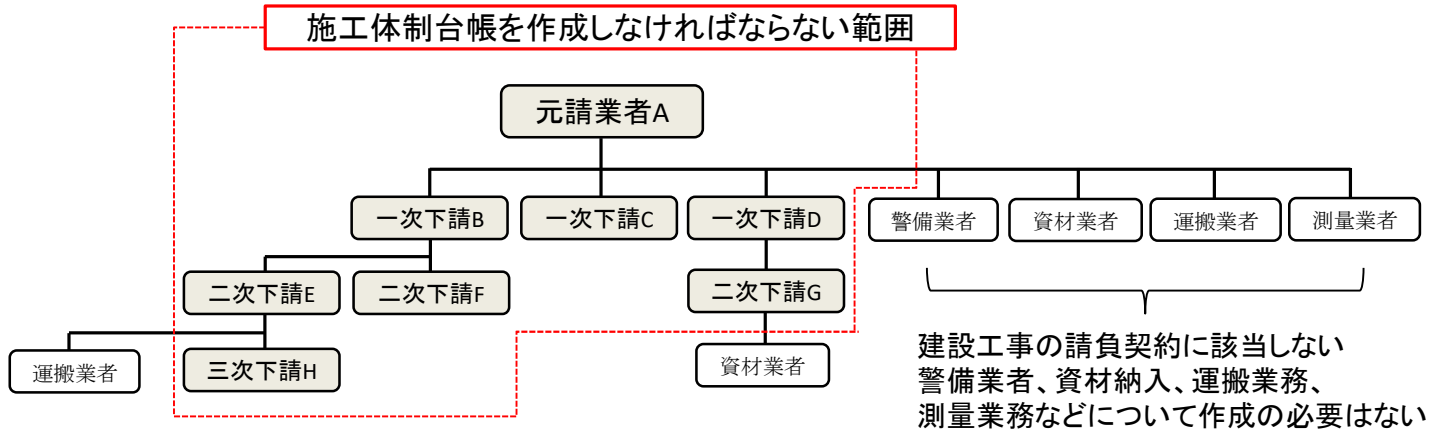 施工体制台帳を作成しなければならない範囲
元請業者A
一次下請B
一次下請C
一次下請D
警備業者
資材業者
運搬業者
測量業者
二次下請E
二次下請F
二次下請G
運搬業者
三次下請H
資材業者
建設工事の請負契約に該当しない
警備業者、資材納入、運搬業務、
測量業務などについて作成の必要はない